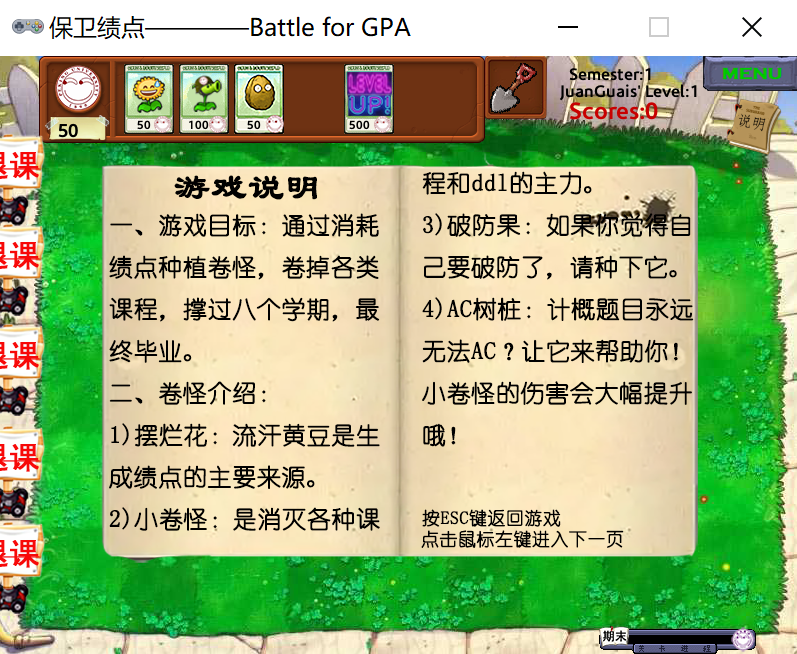 保卫绩点————Battle for GPA
50
50
100
50
LEVEL
UP!
500
Semester:1
JuanGuais' Level:1
Scores:0
MENU
说明
退课
退课
退课
退课
退课
游戏说明
一、游戏目标：通过消耗
绩点种植卷怪，卷掉各类
课程，撑过八个学期，最
终毕业。
二、卷怪介绍：
1)摆烂花：流汗黄豆是生
成绩点的主要来源。
2)小卷怪：是消灭各种课
程和ddl的主力。
3)破防果：如果你觉得自
己要破防了，请种下它。
4)AC树桩：计概题目永远
无法AC？让它来帮助你！
小卷怪的伤害会大幅提升
哦！
按ESC键返回游戏
点击鼠标左键进入下一页
期末
关卡进程